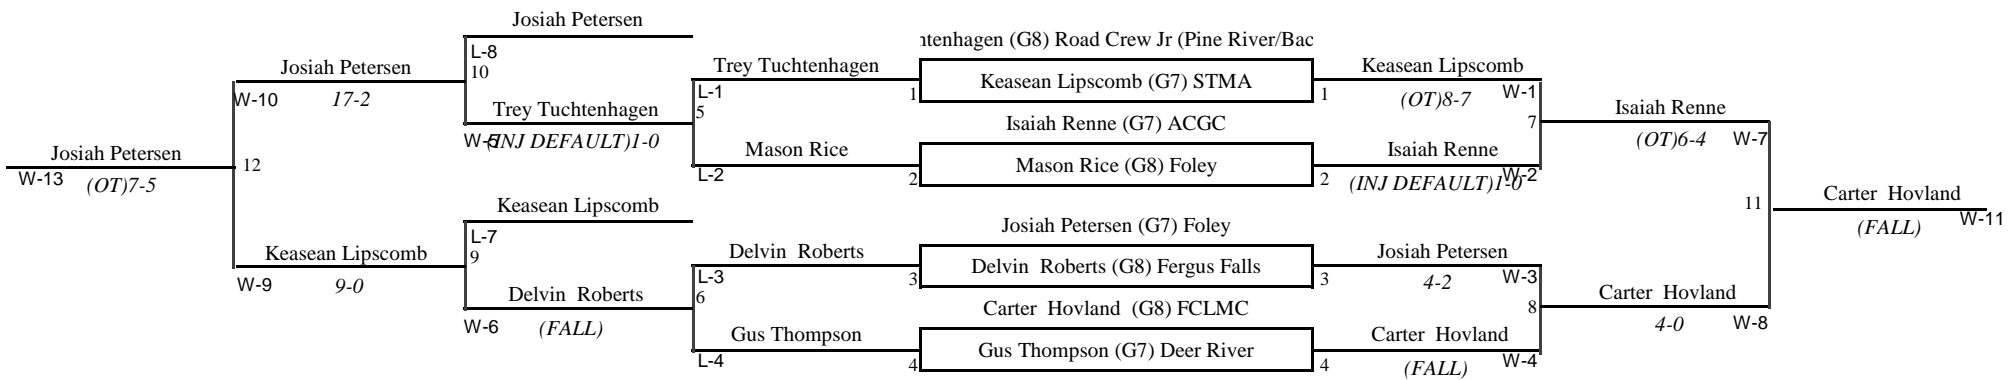 Josiah Petersen
L-8
10
Josiah Petersen
W-10
17-2
Trey Tuchtenhagen
W-5
(INJ DEFAULT)1-0
Josiah Petersen
W-13
(OT)7-5
12
Keasean Lipscomb
L-7
9
Keasean Lipscomb
W-9
9-0
Delvin Roberts
W-6
(FALL)
Trey Tuchtenhagen
L-1
5
1
Mason Rice
L-2
2
Delvin Roberts
L-3
6
3
Gus Thompson
L-4
4
ntenhagen (G8) Road Crew Jr (Pine River/Bac
Keasean Lipscomb (G7) STMA
Isaiah Renne (G7) ACGC
Mason Rice (G8) Foley
Josiah Petersen (G7) Foley
Delvin Roberts (G8) Fergus Falls
Carter Hovland (G8) FCLMC
Gus Thompson (G7) Deer River
Keasean Lipscomb
1
(OT)8-7
W-1
7
Isaiah Renne
2
(INJ DEFAULT)1-0
W-2
Josiah Petersen
3
4-2
W-3
8
Carter Hovland
4
(FALL)
W-4
Isaiah Renne
(OT)6-4
W-7
11
Carter Hovland
4-0
W-8
Carter Hovland
(FALL)
W-11